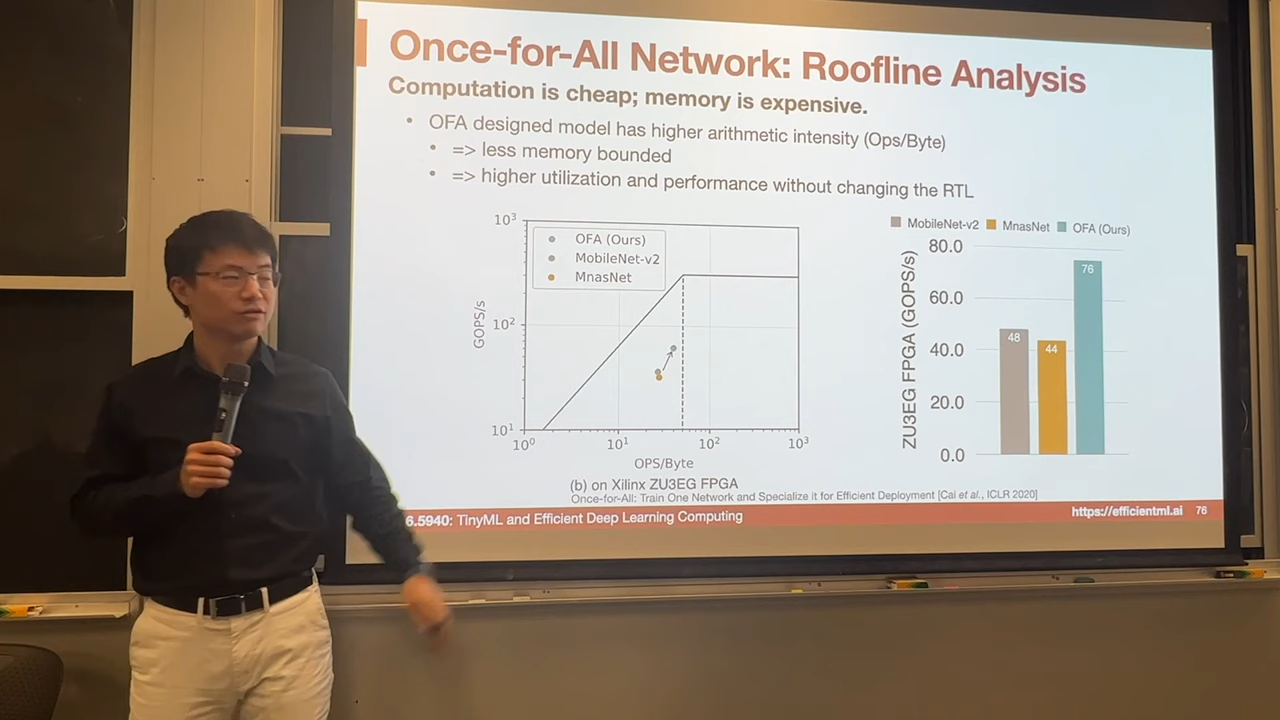 Once-for-All Network: Roofline Analysis
Computation is cheap; memory is expensive.
• OFA designed model has higher arithmetic intensity (Ops/Byte)
• => less memory bounded
• => higher utilization and performance without changing the RTL
10³
OFA (Ours)
MobileNet-v2
MnasNet
GOPS/s
10²
10¹
10⁰ 10¹ 10² 10³
OPS/Byte
(b) on Xilinx ZU3EG FPGA
MobileNet-v2 MnasNet OFA (Ours)
ZU3EG FPGA (GOPS/s)
80.0
60.0
40.0
20.0
0.0
48
44
76
Once-for-All: Train One Network and Specialize it for Efficient Deployment [Cai et al., ICLR 2020]
6.5940: TinyML and Efficient Deep Learning Computing
https://efficientml.ai 76